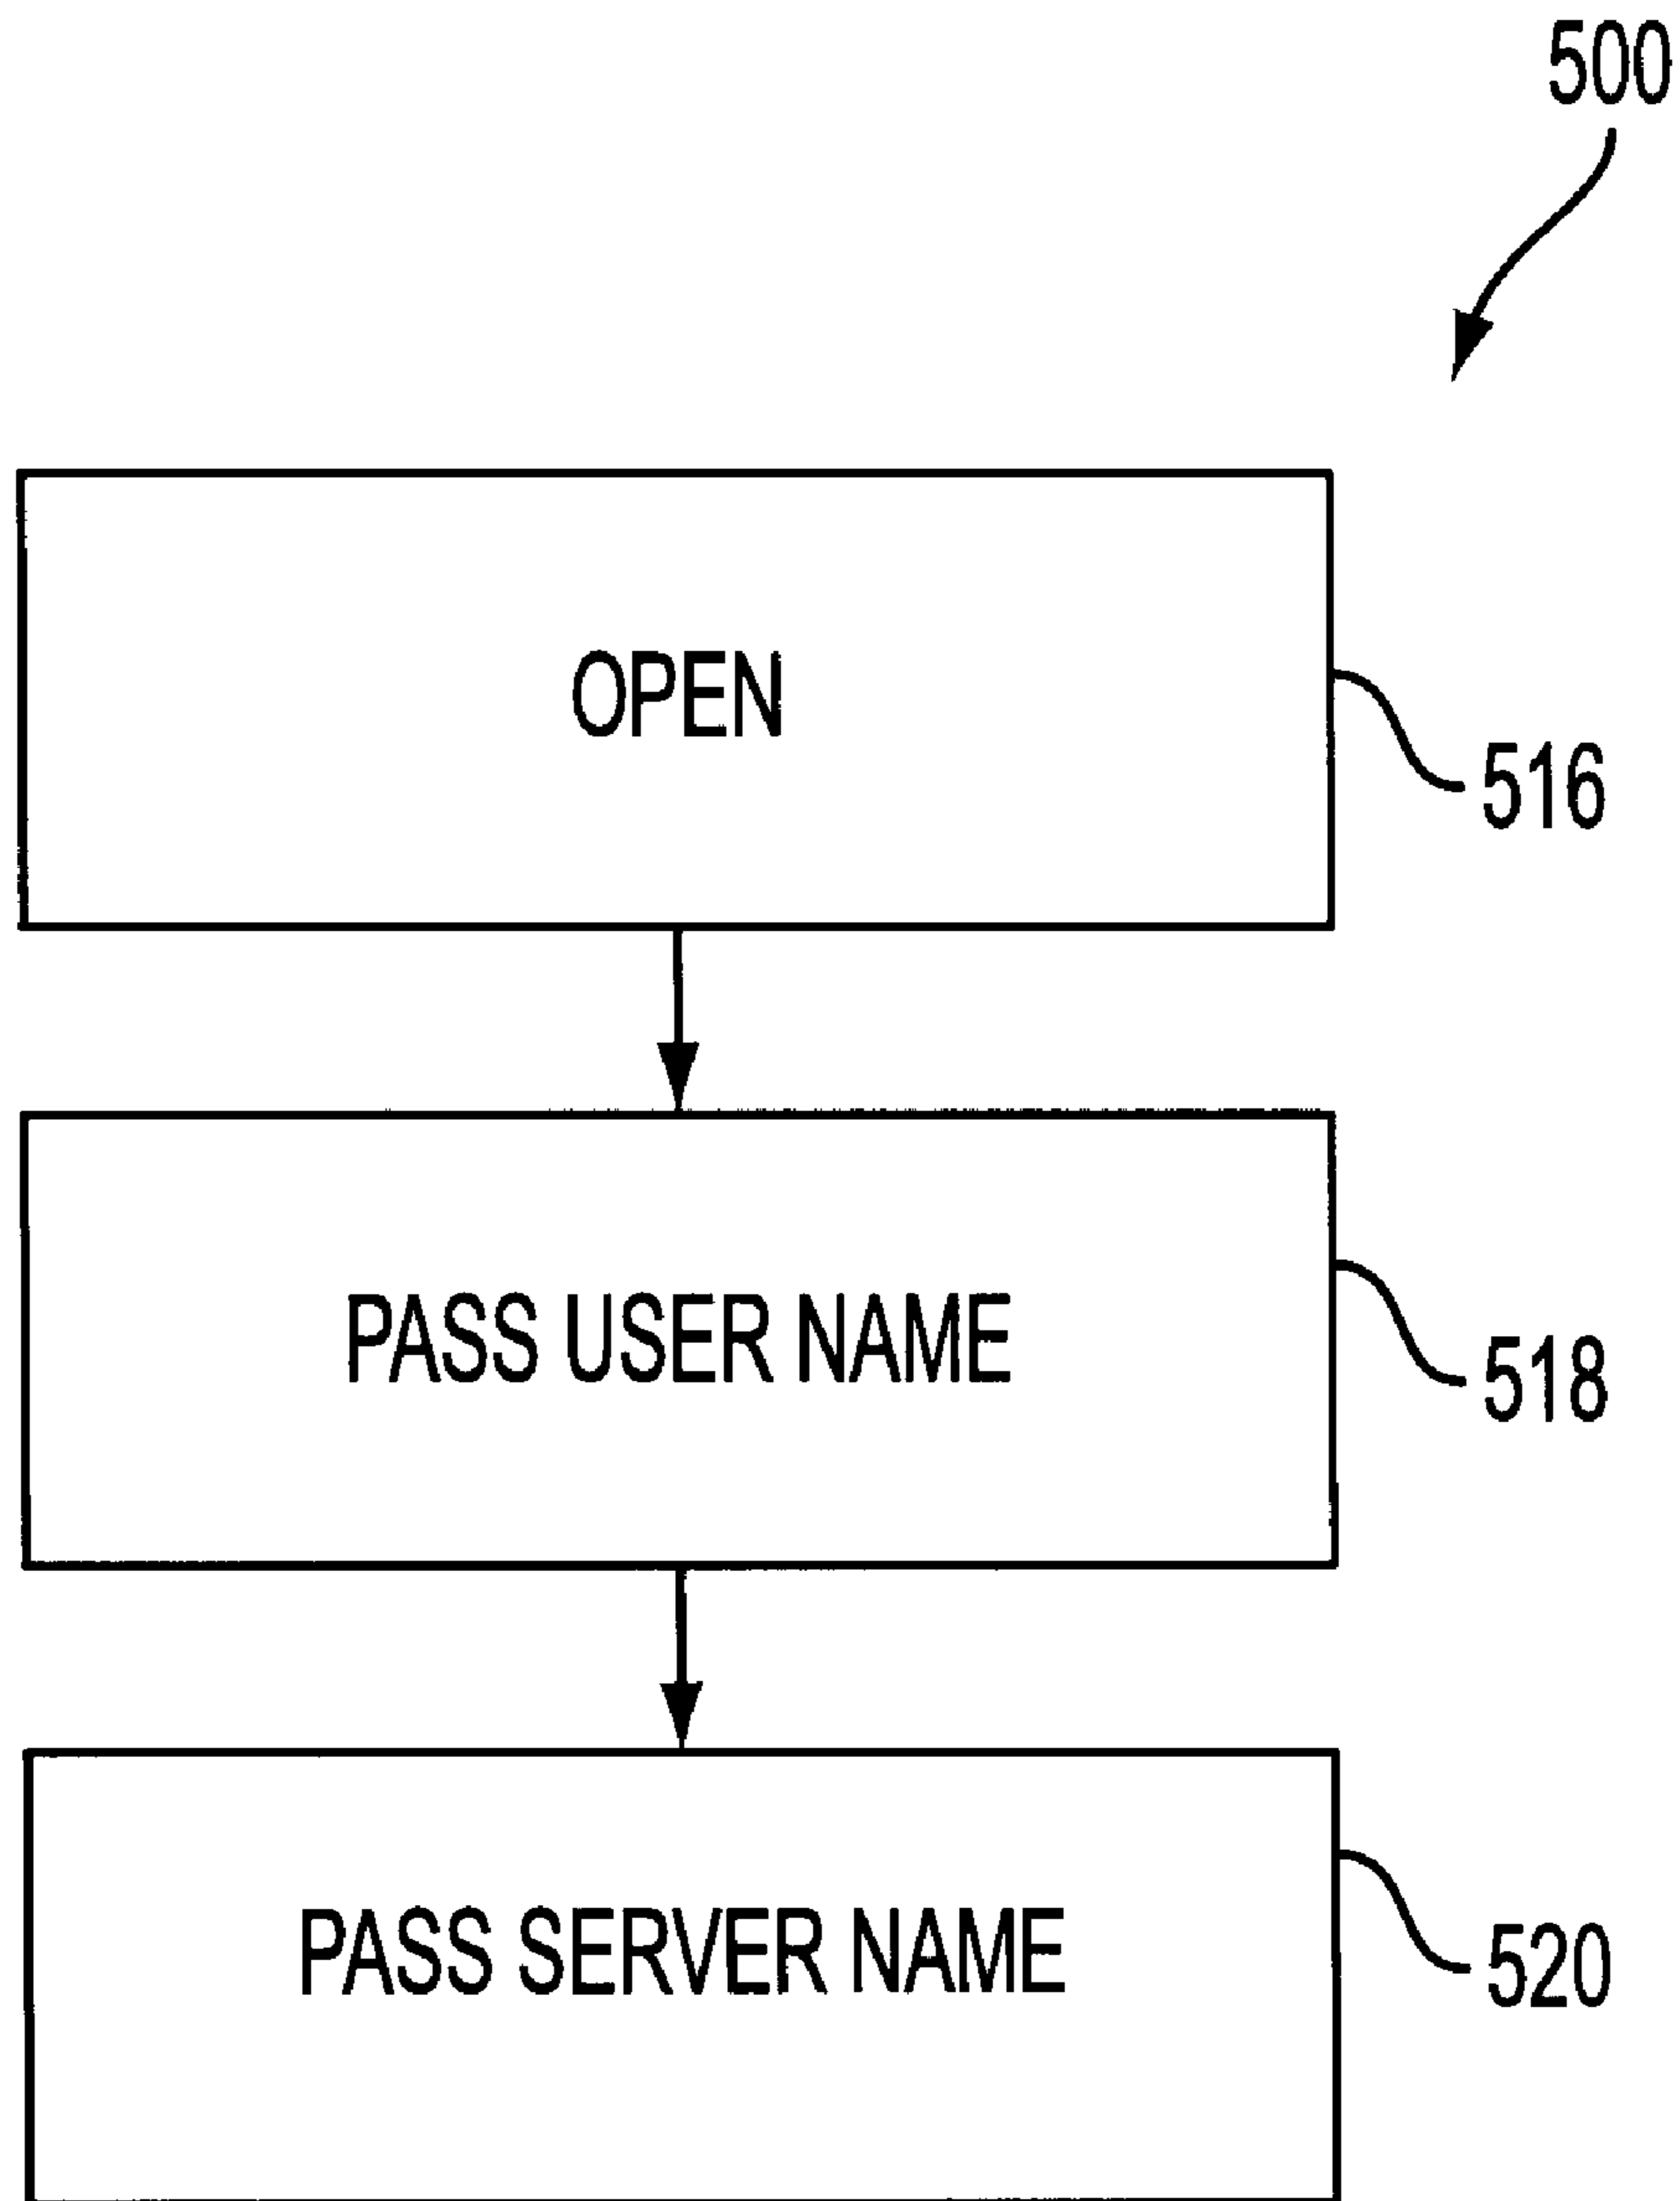 500
OPEN
516
PASS USER NAME
518
PASS SERVER NAME
520